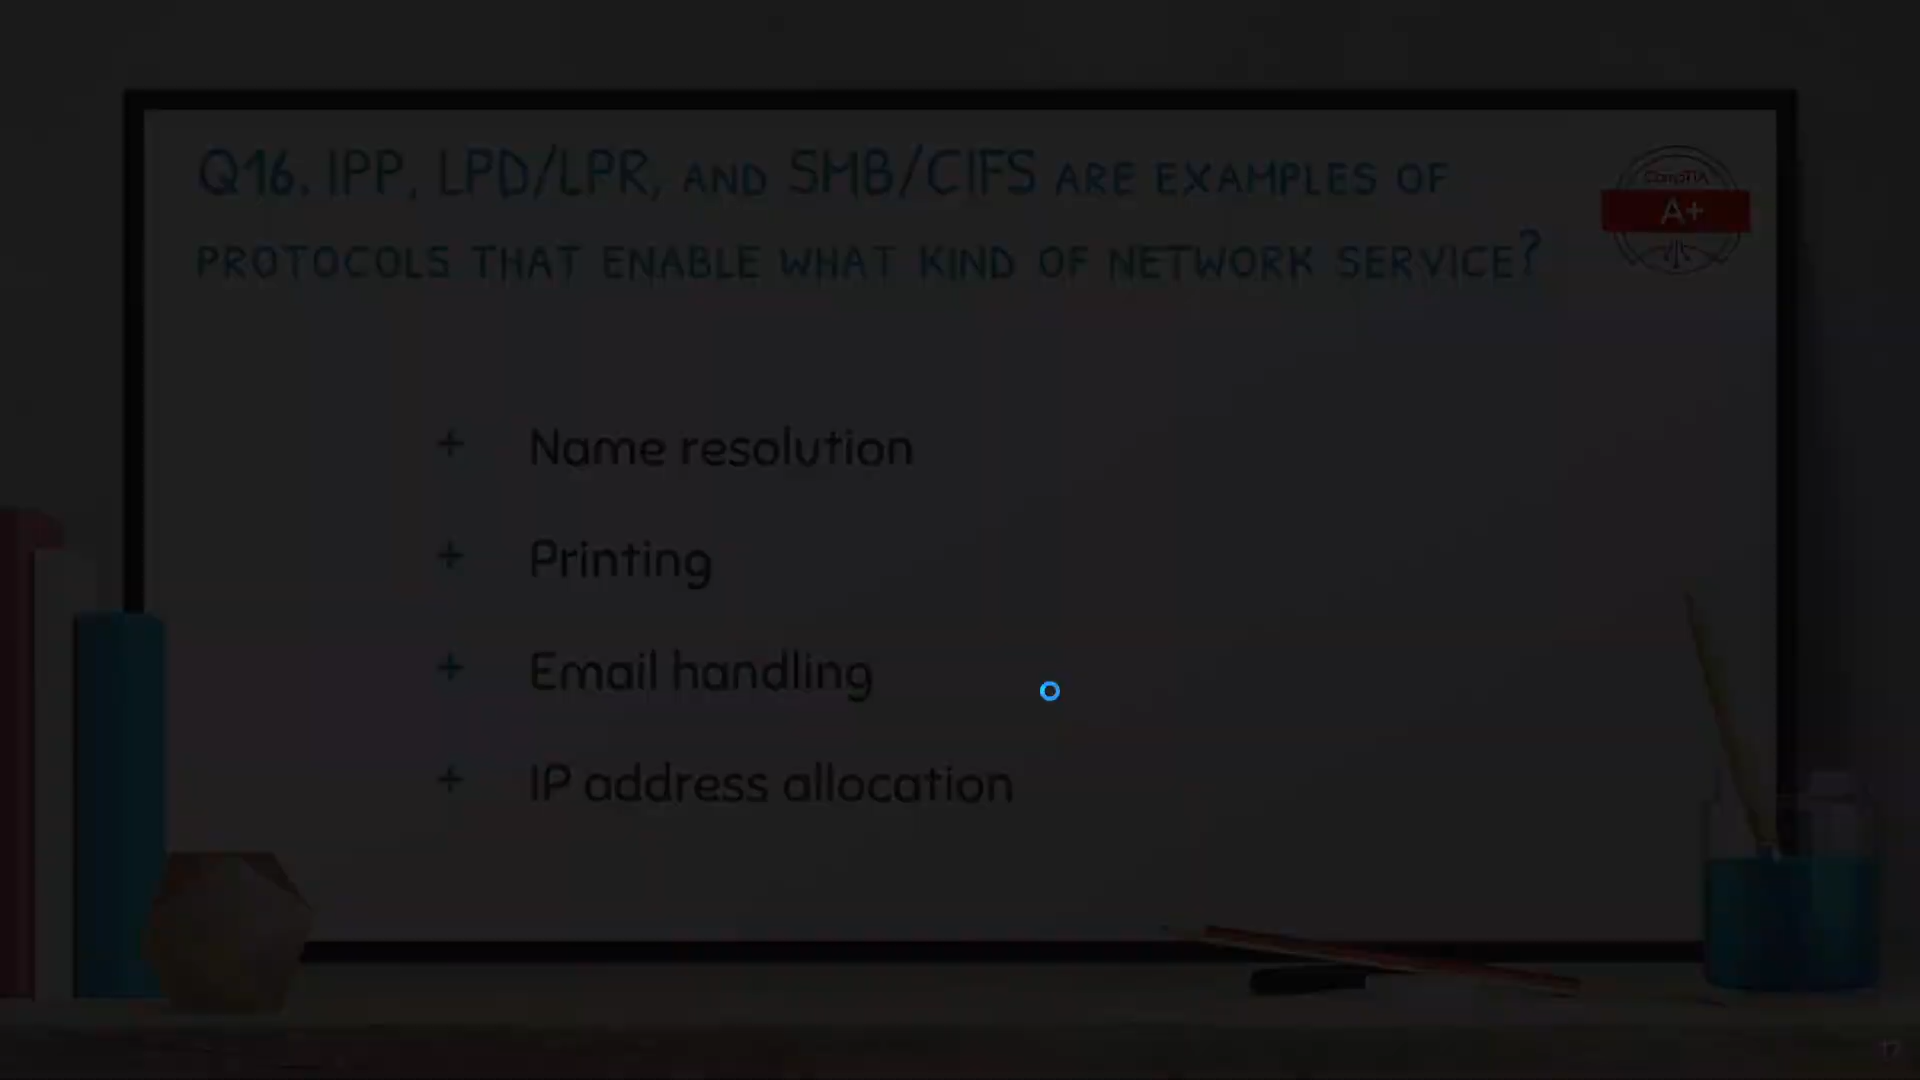 Q16. IPP, LPD/LPR, AND SMB/CIFS ARE EXAMPLES OF
PROTOCOLS THAT ENABLE WHAT KIND OF NETWORK SERVICE?
CompTIA
A+
+ Name resolution
+ Printing
+ Email handling
+ IP address allocation
17